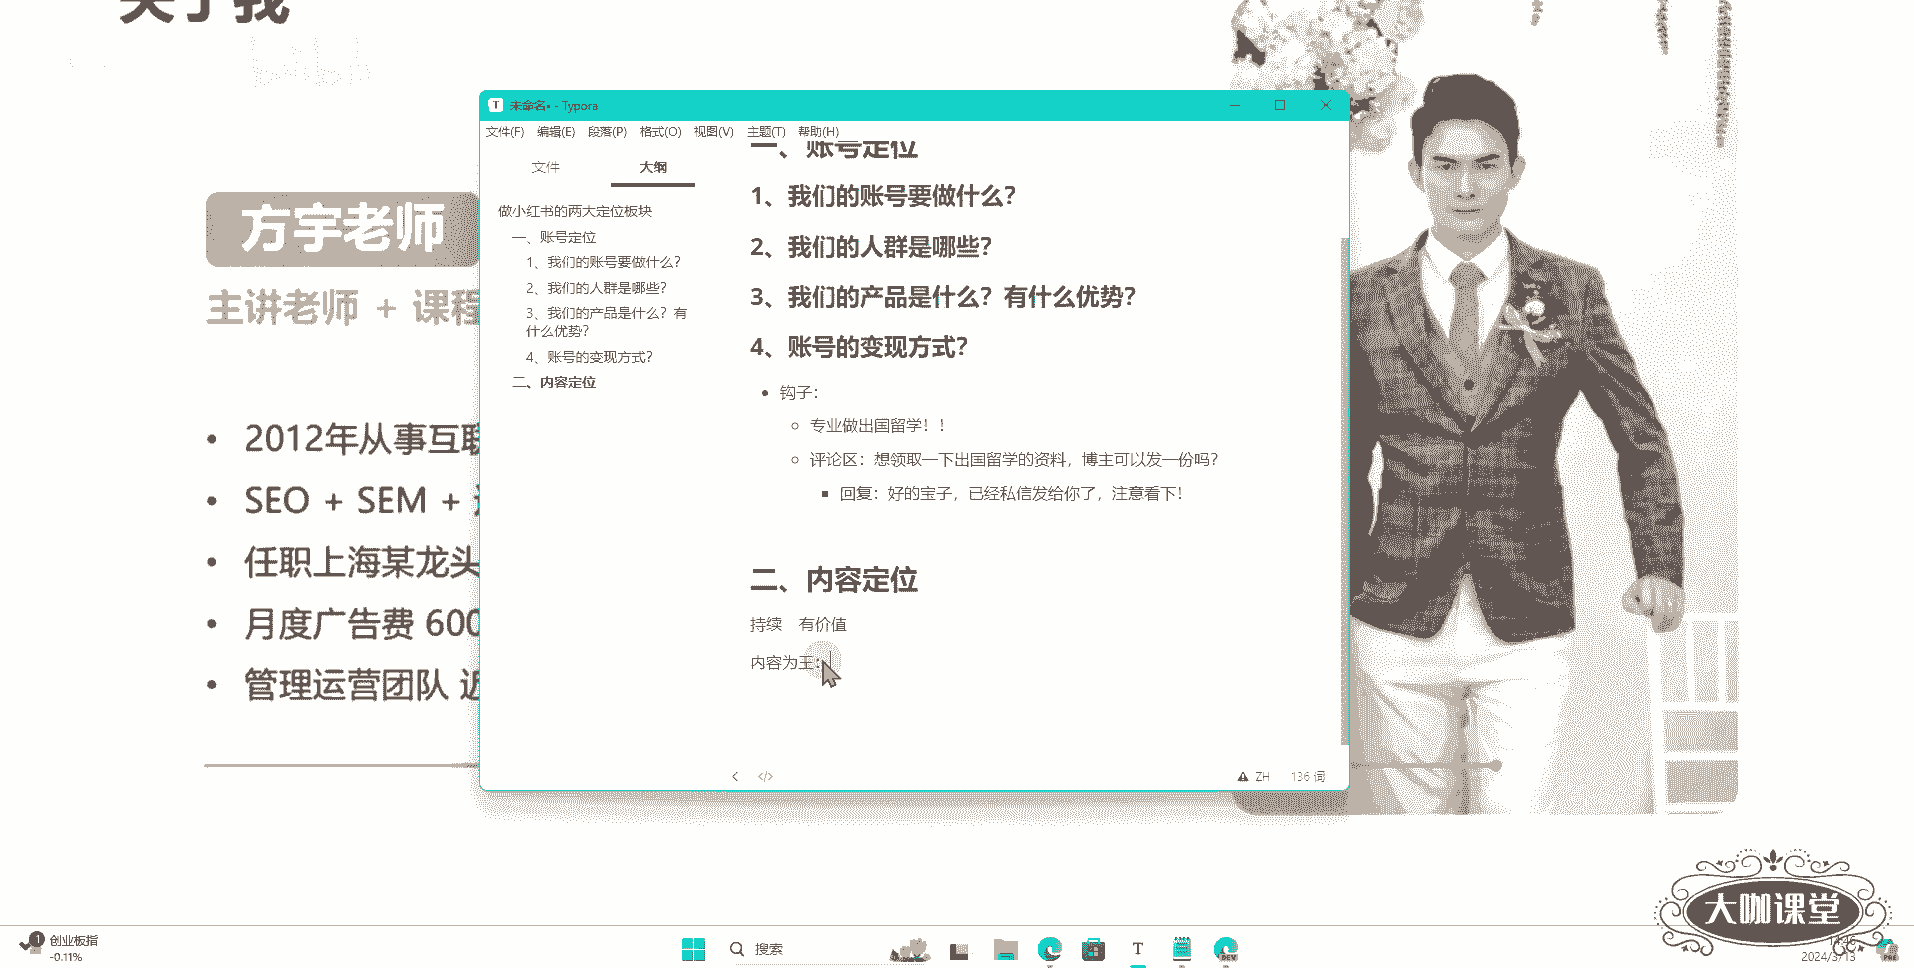 关于我
方宇老师
主讲老师 + 课程
2012年从事互联
SEO + SEM +
任职上海某龙头
月度广告费 600
管理运营团队 近
未命名• - Typora
文件(F) 编辑(E) 段落(P) 格式(O) 视图(V) 主题(T) 帮助(H)
文件 大纲
做小红书的两大定位板块
一、账号定位
1、我们的账号要做什么？
2、我们的人群是哪些？
3、我们的产品是什么？有
什么优势？
4、账号的变现方式？
二、内容定位
一、账号定位
1、我们的账号要做什么？
2、我们的人群是哪些？
3、我们的产品是什么？有什么优势？
4、账号的变现方式？
钩子：
专业做出国留学！！
评论区：想领取一下出国留学的资料，博主可以发一份吗？
回复：好的宝子，已经私信发给你了，注意看下！
二、内容定位
持续 有价值
内容为王：
ZH 136 词
大咖课堂
1
创业板指
-0.11%
搜索
T
DEV
14:46
2024/3/13
PRE